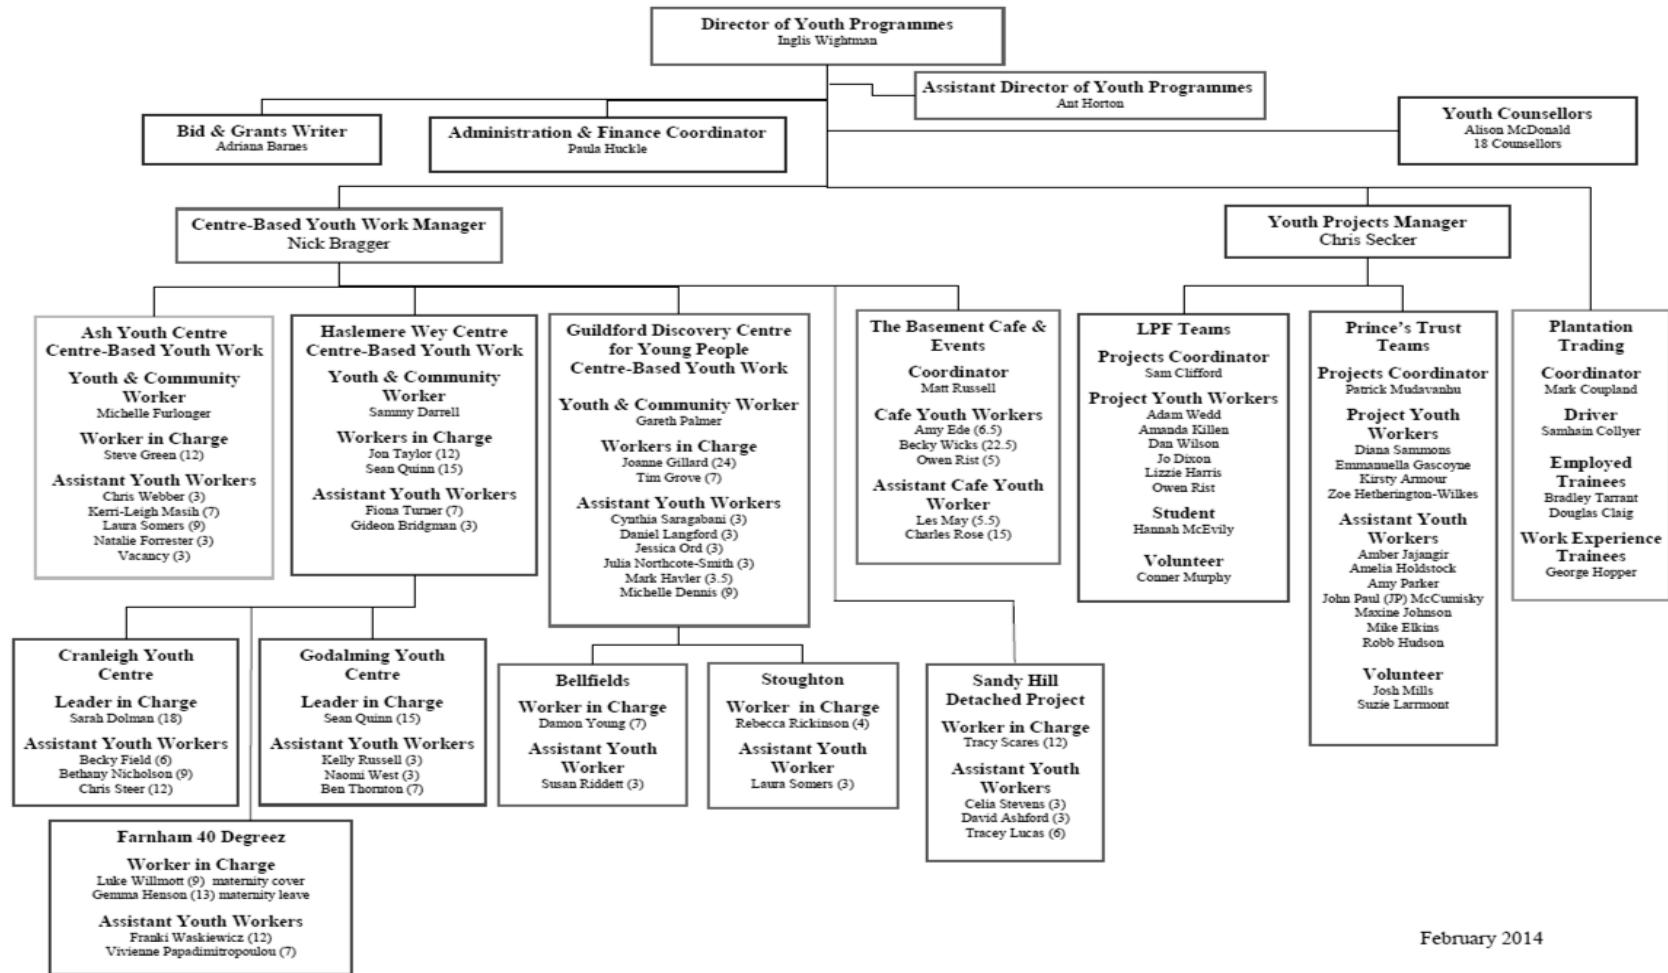 Director of Youth Programmes
Inglis Wightman
Assistant Director of Youth Programmes
Ant Horton
Bid & Grants Writer
Adriana Barnes
Administration & Finance Coordinator
Paula Huckle
Youth Counsellors
Alison McDonald
18 Counsellors
Centre-Based Youth Work Manager
Nick Bragger
Youth Projects Manager
Chris Secker
Ash Youth Centre
Centre-Based Youth Work
Youth & Community
Worker
Michelle Furlonger
Worker in Charge
Steve Green (12)
Assistant Youth Workers
Chris Webber (3)
Kerri-Leigh Masih (7)
Laura Somers (9)
Natalie Forrester (3)
Vacancy (3)
Haslemere Wey Centre
Centre-Based Youth Work
Youth & Community
Worker
Sammy Darrell
Workers in Charge
Jon Taylor (12)
Sean Quinn (15)
Assistant Youth Workers
Fiona Turner (7)
Gideon Bridgman (3)
Guildford Discovery Centre
for Young People
Centre-Based Youth Work
Youth & Community Worker
Gareth Palmer
Workers in Charge
Joanne Gillard (24)
Tim Grove (7)
Assistant Youth Workers
Cynthia Saragabani (3)
Daniel Langford (3)
Jessica Ord (3)
Julia Northcote-Smith (3)
Mark Havler (3.5)
Michelle Dennis (9)
The Basement Cafe &
Events
Coordinator
Matt Russell
Cafe Youth Workers
Amy Ede (6.5)
Becky Wicks (22.5)
Owen Rist (5)
Assistant Cafe Youth
Worker
Les May (5.5)
Charles Rose (15)
LPF Teams
Projects Coordinator
Sam Clifford
Project Youth Workers
Adam Wedd
Amanda Killen
Dan Wilson
Jo Dixon
Lizzie Harris
Owen Rist
Student
Hannah McEvily
Volunteer
Conner Murphy
Prince's Trust
Teams
Projects Coordinator
Patrick Mudavanhu
Project Youth
Workers
Diana Sammons
Emmanuella Gascoyne
Kirsty Armour
Zoe Hetherington-Wilkes
Assistant Youth
Workers
Amber Jajangir
Amelia Holdstock
Amy Parker
John Paul (JP) McCumisky
Maxine Johnson
Mike Elkins
Robb Hudson
Volunteer
Josh Mills
Suzie Larrmont
Plantation
Trading
Coordinator
Mark Coupland
Driver
Samhain Collyer
Employed
Trainees
Bradley Tarrant
Douglas Claig
Work Experience
Trainees
George Hopper
Cranleigh Youth
Centre
Leader in Charge
Sarah Dolman (18)
Assistant Youth Workers
Becky Field (6)
Bethany Nicholson (9)
Chris Steer (12)
Godalming Youth
Centre
Leader in Charge
Sean Quinn (15)
Assistant Youth Workers
Kelly Russell (3)
Naomi West (3)
Ben Thornton (7)
Bellfields
Worker in Charge
Damon Young (7)
Assistant Youth
Worker
Susan Riddett (3)
Stoughton
Worker in Charge
Rebecca Rickinson (4)
Assistant Youth
Worker
Laura Somers (3)
Sandy Hill
Detached Project
Worker in Charge
Tracy Scares (12)
Assistant Youth
Workers
Celia Stevens (3)
David Ashford (3)
Tracey Lucas (6)
Farnham 40 Degreez
Worker in Charge
Luke Willmott (9) maternity cover
Gemma Henson (13) maternity leave
Assistant Youth Workers
Franki Waskiewicz (12)
Vivienne Papadimitropoulou (7)
February 2014